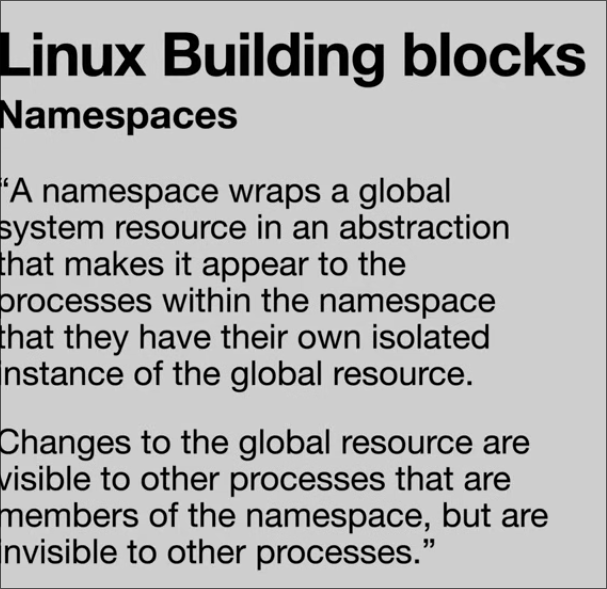 Linux Building blocks
Namespaces
“A namespace wraps a global
system resource in an abstraction
that makes it appear to the
processes within the namespace
that they have their own isolated
instance of the global resource.
Changes to the global resource are
visible to other processes that are
members of the namespace, but are
invisible to other processes.”